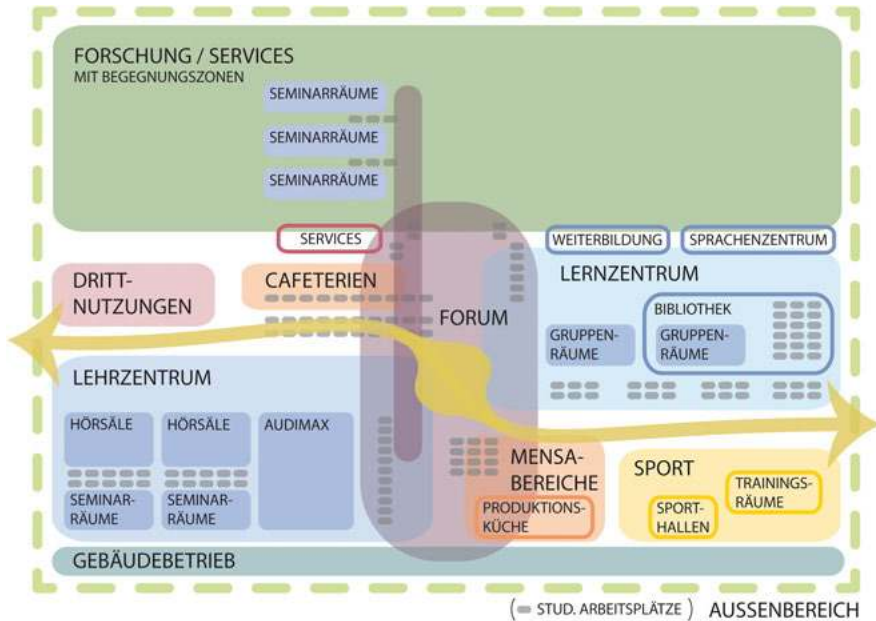 FORSCHUNG / SERVICES
MIT BEGEGNUNGSZONEN
SEMINARRÄUME
SEMINARRÄUME
SEMINARRÄUME
SERVICES
WEITERBILDUNG
SPRACHENZENTRUM
DRITT-
NUTZUNGEN
CAFETERIEN
FORUM
LERNZENTRUM
BIBLIOTHEK
GRUPPEN-
RÄUME
GRUPPEN-
RÄUME
LEHRZENTRUM
HÖRSÄLE
HÖRSÄLE
AUDIMAX
SEMINAR-
RÄUME
SEMINAR-
RÄUME
MENSA-
BEREICHE
PRODUKTIONS-
KÜCHE
SPORT
SPORT-
HALLEN
TRAININGS-
RÄUME
GEBÄUDEBETRIEB
( STUD. ARBEITSPLÄTZE ) AUSSENBEREICH